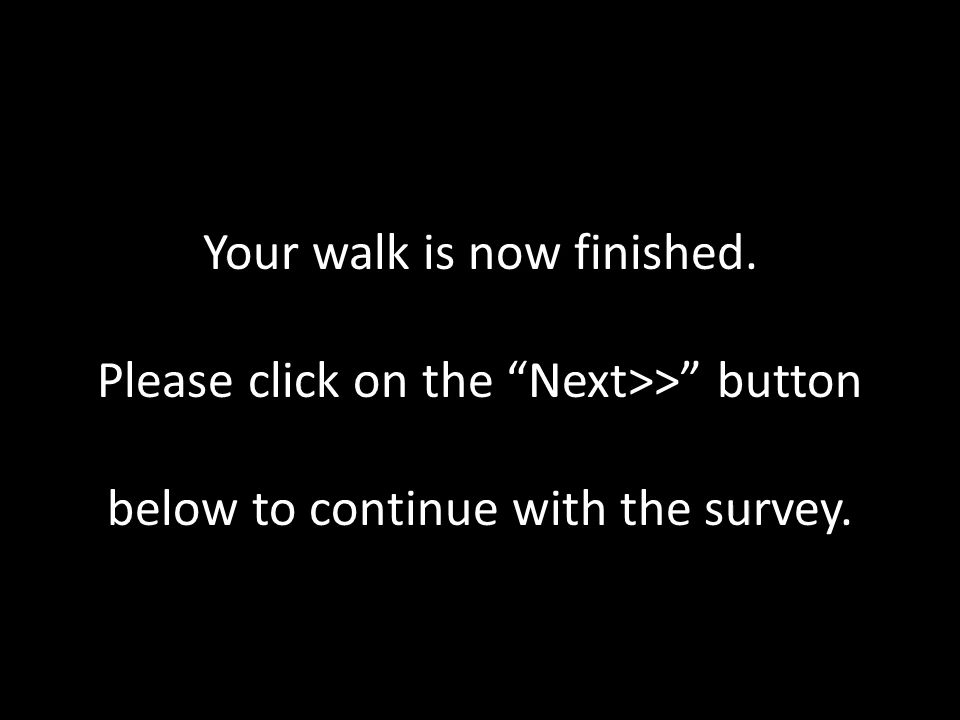 Your walk is now finished.
Please click on the “Next>>” button
below to continue with the survey.